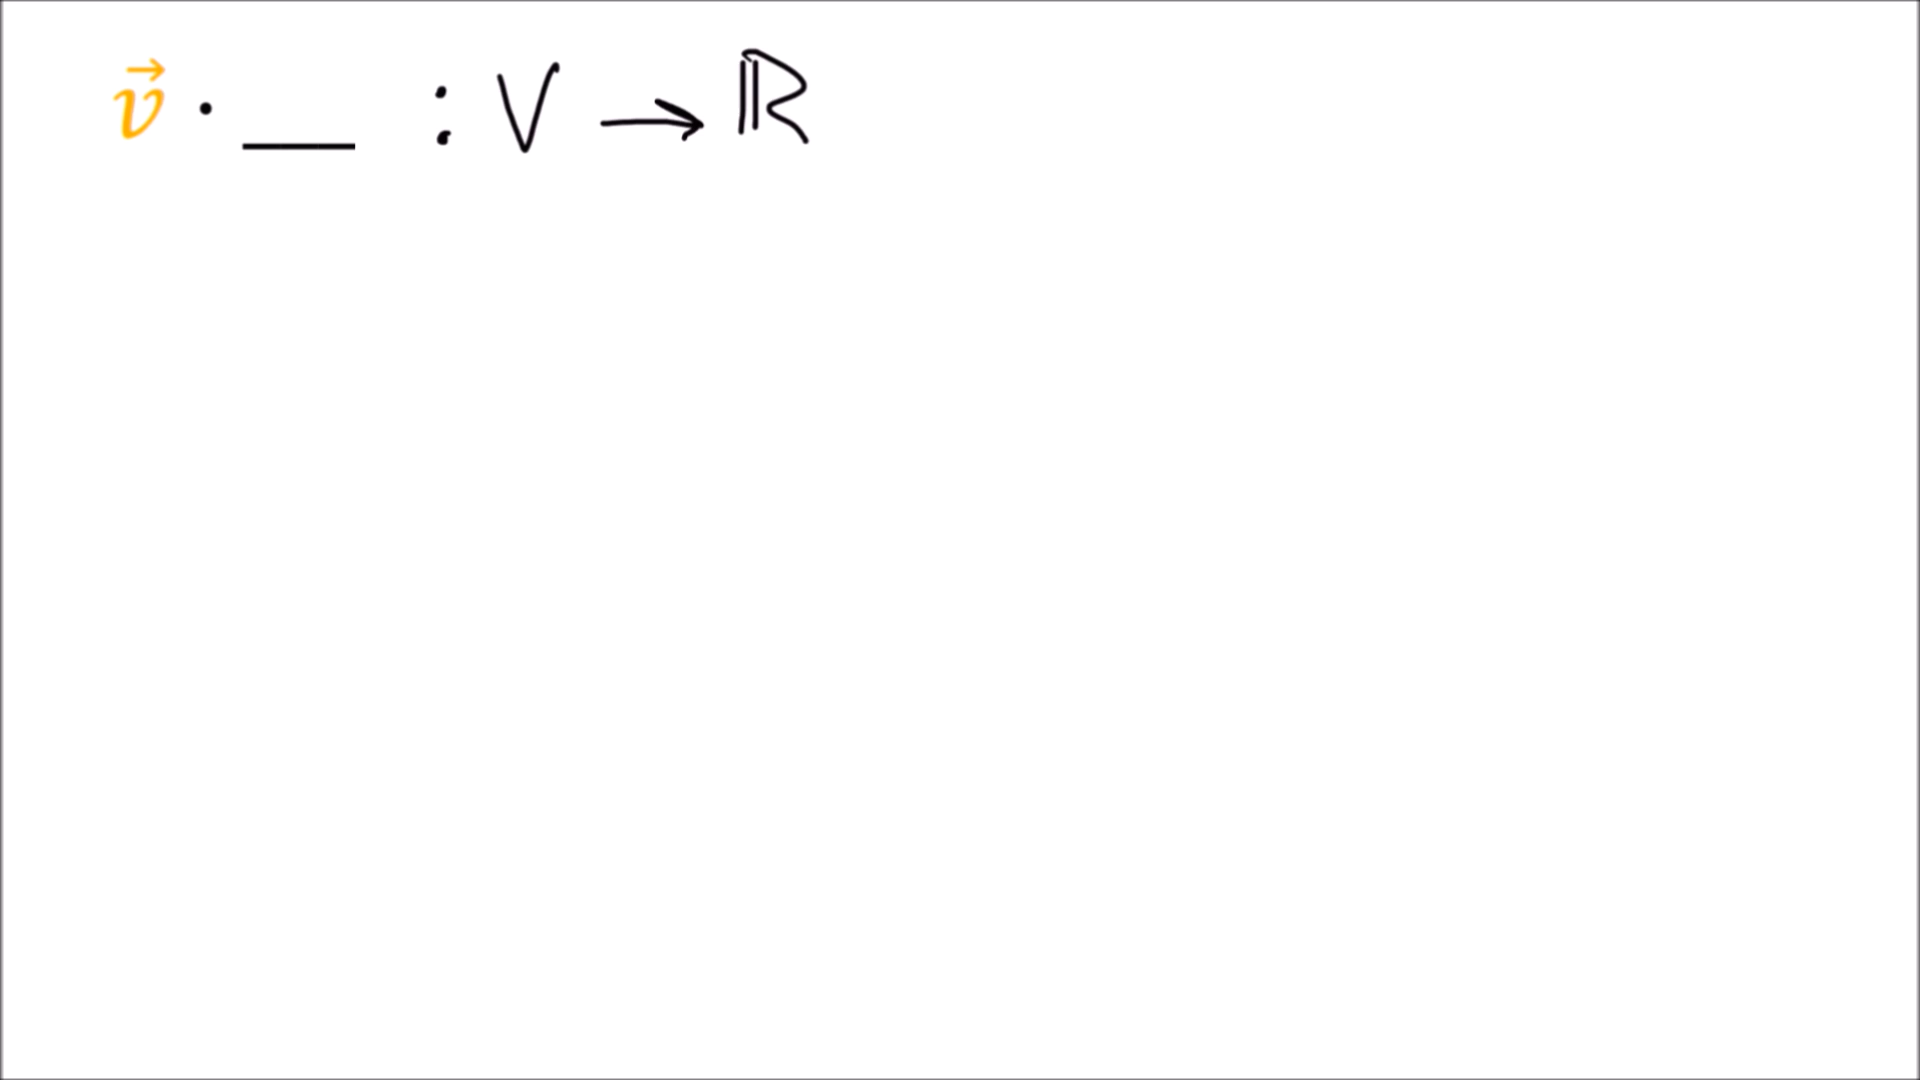 v⃗ · ___ : V → ℝ